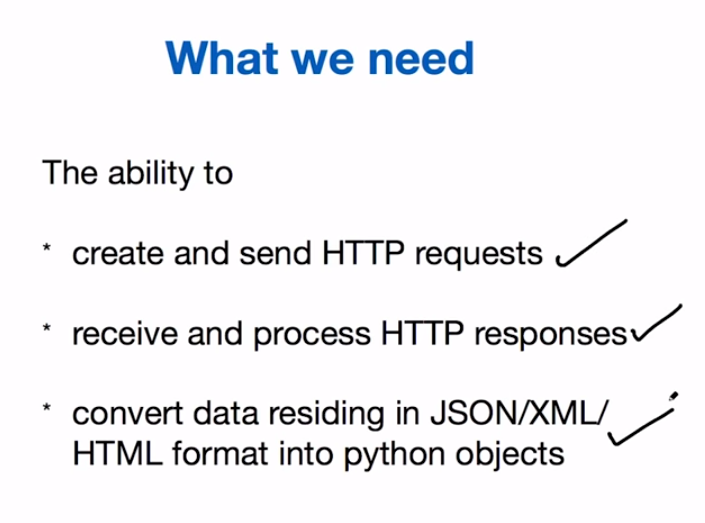 What we need
The ability to
* create and send HTTP requests
* receive and process HTTP responses
* convert data residing in JSON/XML/
HTML format into python objects